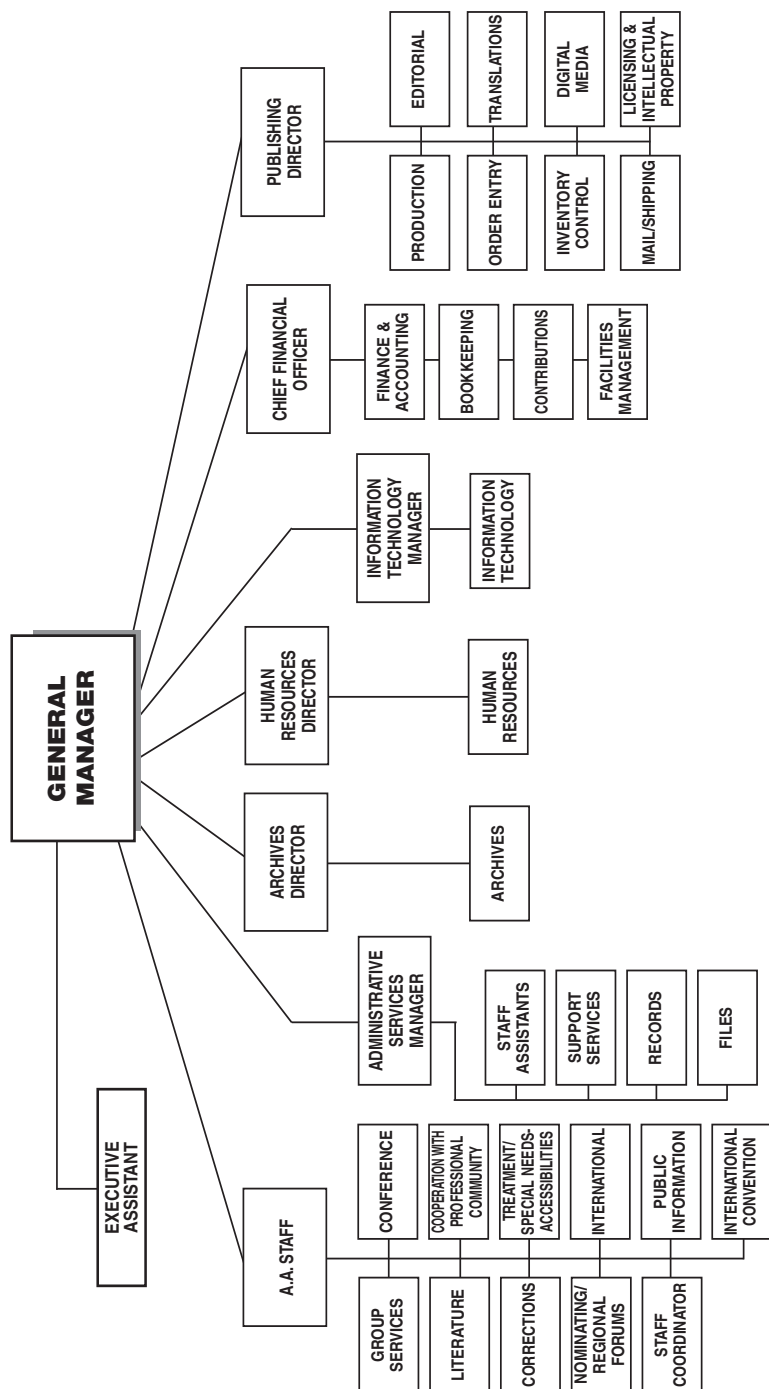 GENERAL
MANAGER
EXECUTIVE
ASSISTANT
A.A. STAFF
GROUP
SERVICES
CONFERENCE
LITERATURE
COOPERATION WITH
PROFESSIONAL
COMMUNITY
CORRECTIONS
TREATMENT/
SPECIAL NEEDS-
ACCESSIBILITIES
NOMINATING/
REGIONAL
FORUMS
INTERNATIONAL
STAFF
COORDINATOR
PUBLIC
INFORMATION
INTERNATIONAL
CONVENTION
ADMINISTRATIVE
SERVICES
MANAGER
STAFF
ASSISTANTS
SUPPORT
SERVICES
RECORDS
FILES
ARCHIVES
DIRECTOR
ARCHIVES
HUMAN
RESOURCES
DIRECTOR
HUMAN
RESOURCES
INFORMATION
TECHNOLOGY
MANAGER
INFORMATION
TECHNOLOGY
CHIEF FINANCIAL
OFFICER
FINANCE &
ACCOUNTING
BOOKKEEPING
CONTRIBUTIONS
FACILITIES
MANAGEMENT
PUBLISHING
DIRECTOR
PRODUCTION
EDITORIAL
ORDER ENTRY
TRANSLATIONS
INVENTORY
CONTROL
DIGITAL
MEDIA
MAIL/SHIPPING
LICENSING &
INTELLECTUAL
PROPERTY